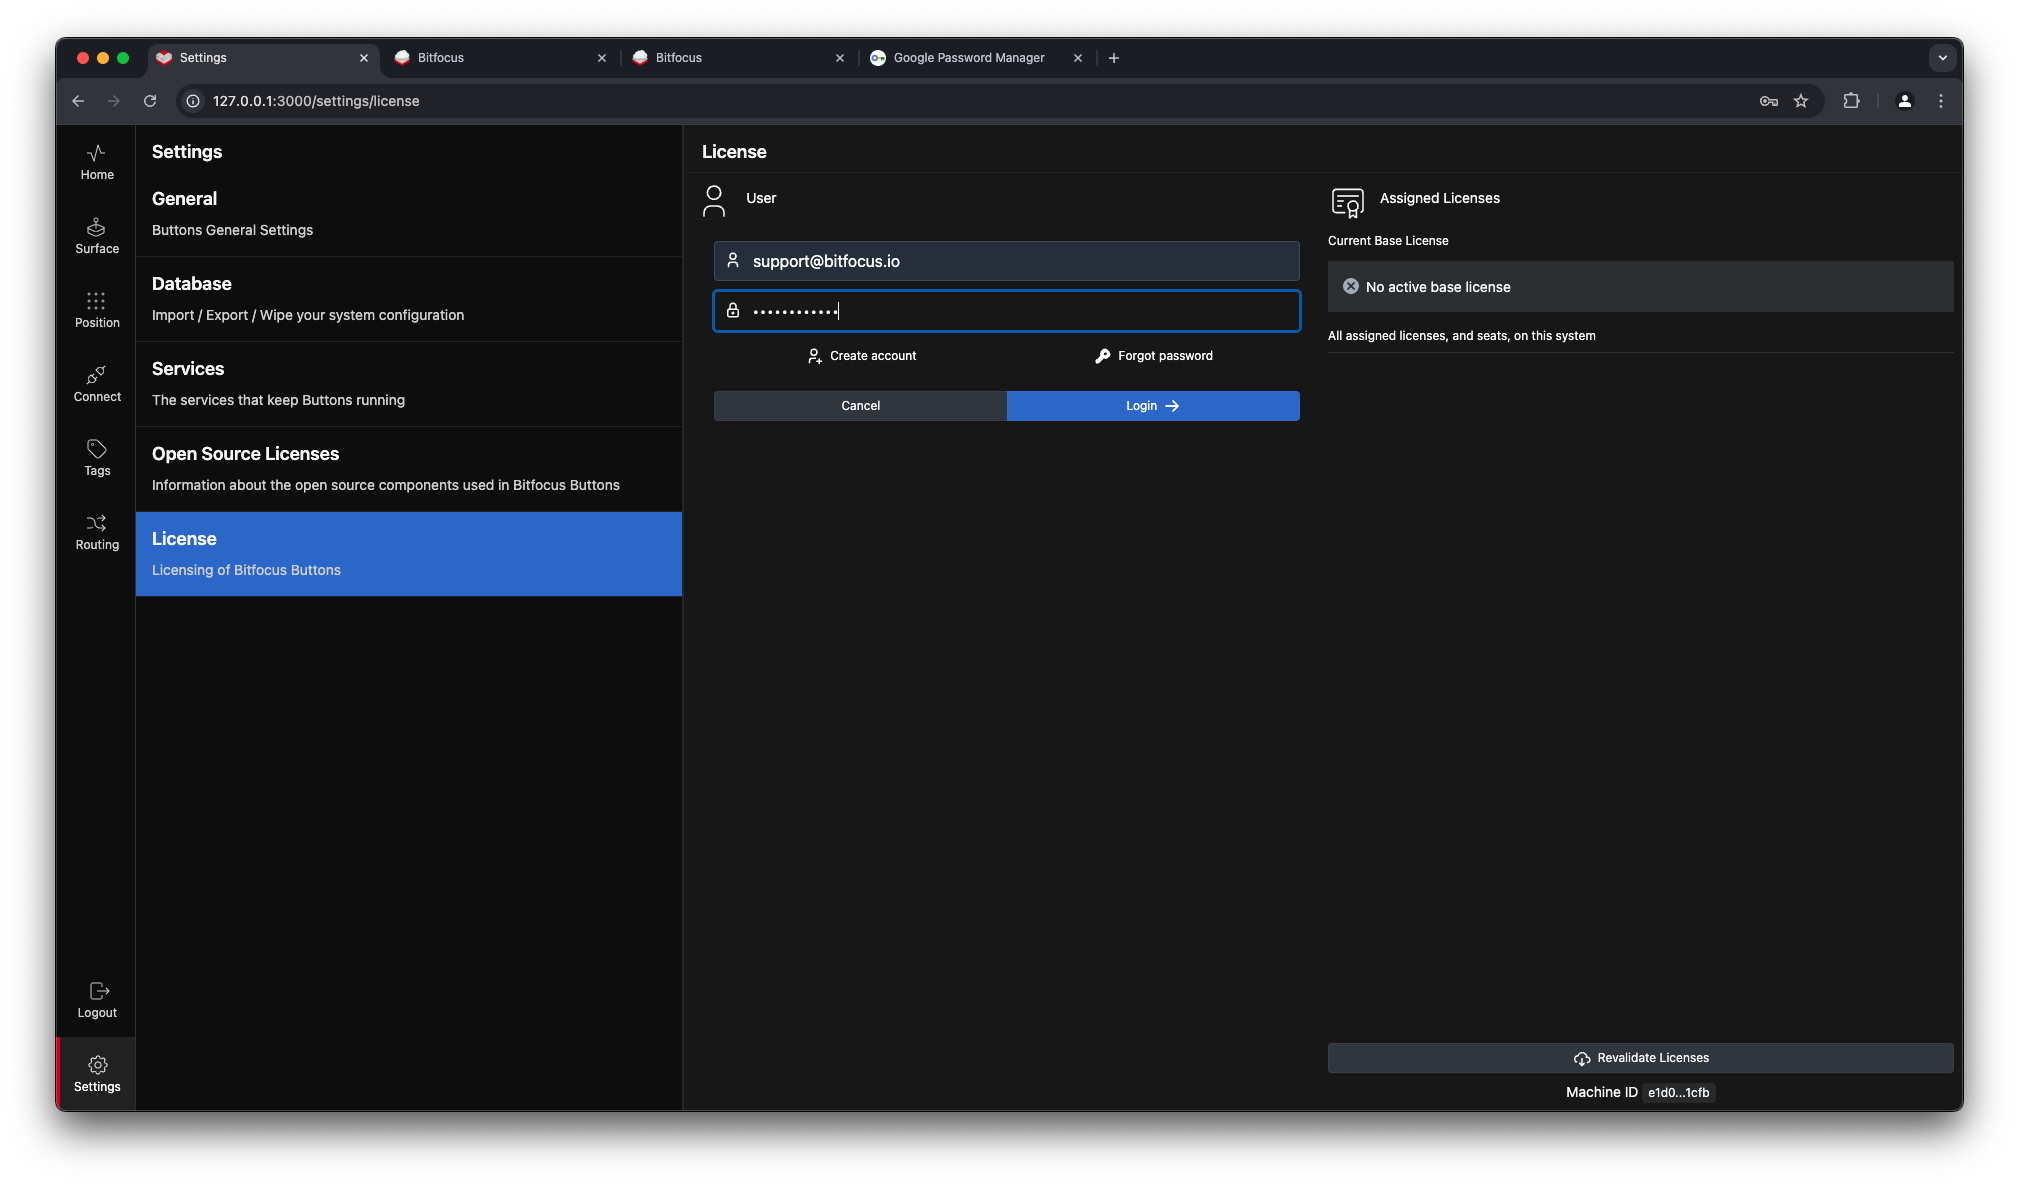 Settings
Bitfocus
Bitfocus
Google Password Manager
127.0.0.1:3000/settings/license
Home
Surface
Position
Connect
Tags
Routing
Logout
Settings
Settings
General
Buttons General Settings
Database
Import / Export / Wipe your system configuration
Services
The services that keep Buttons running
Open Source Licenses
Information about the open source components used in Bitfocus Buttons
License
Licensing of Bitfocus Buttons
License
User
support@bitfocus.io
••••••••••••
Create account
Forgot password
Cancel
Login
Assigned Licenses
Current Base License
No active base license
All assigned licenses, and seats, on this system
Revalidate Licenses
Machine ID e1d0...1cfb